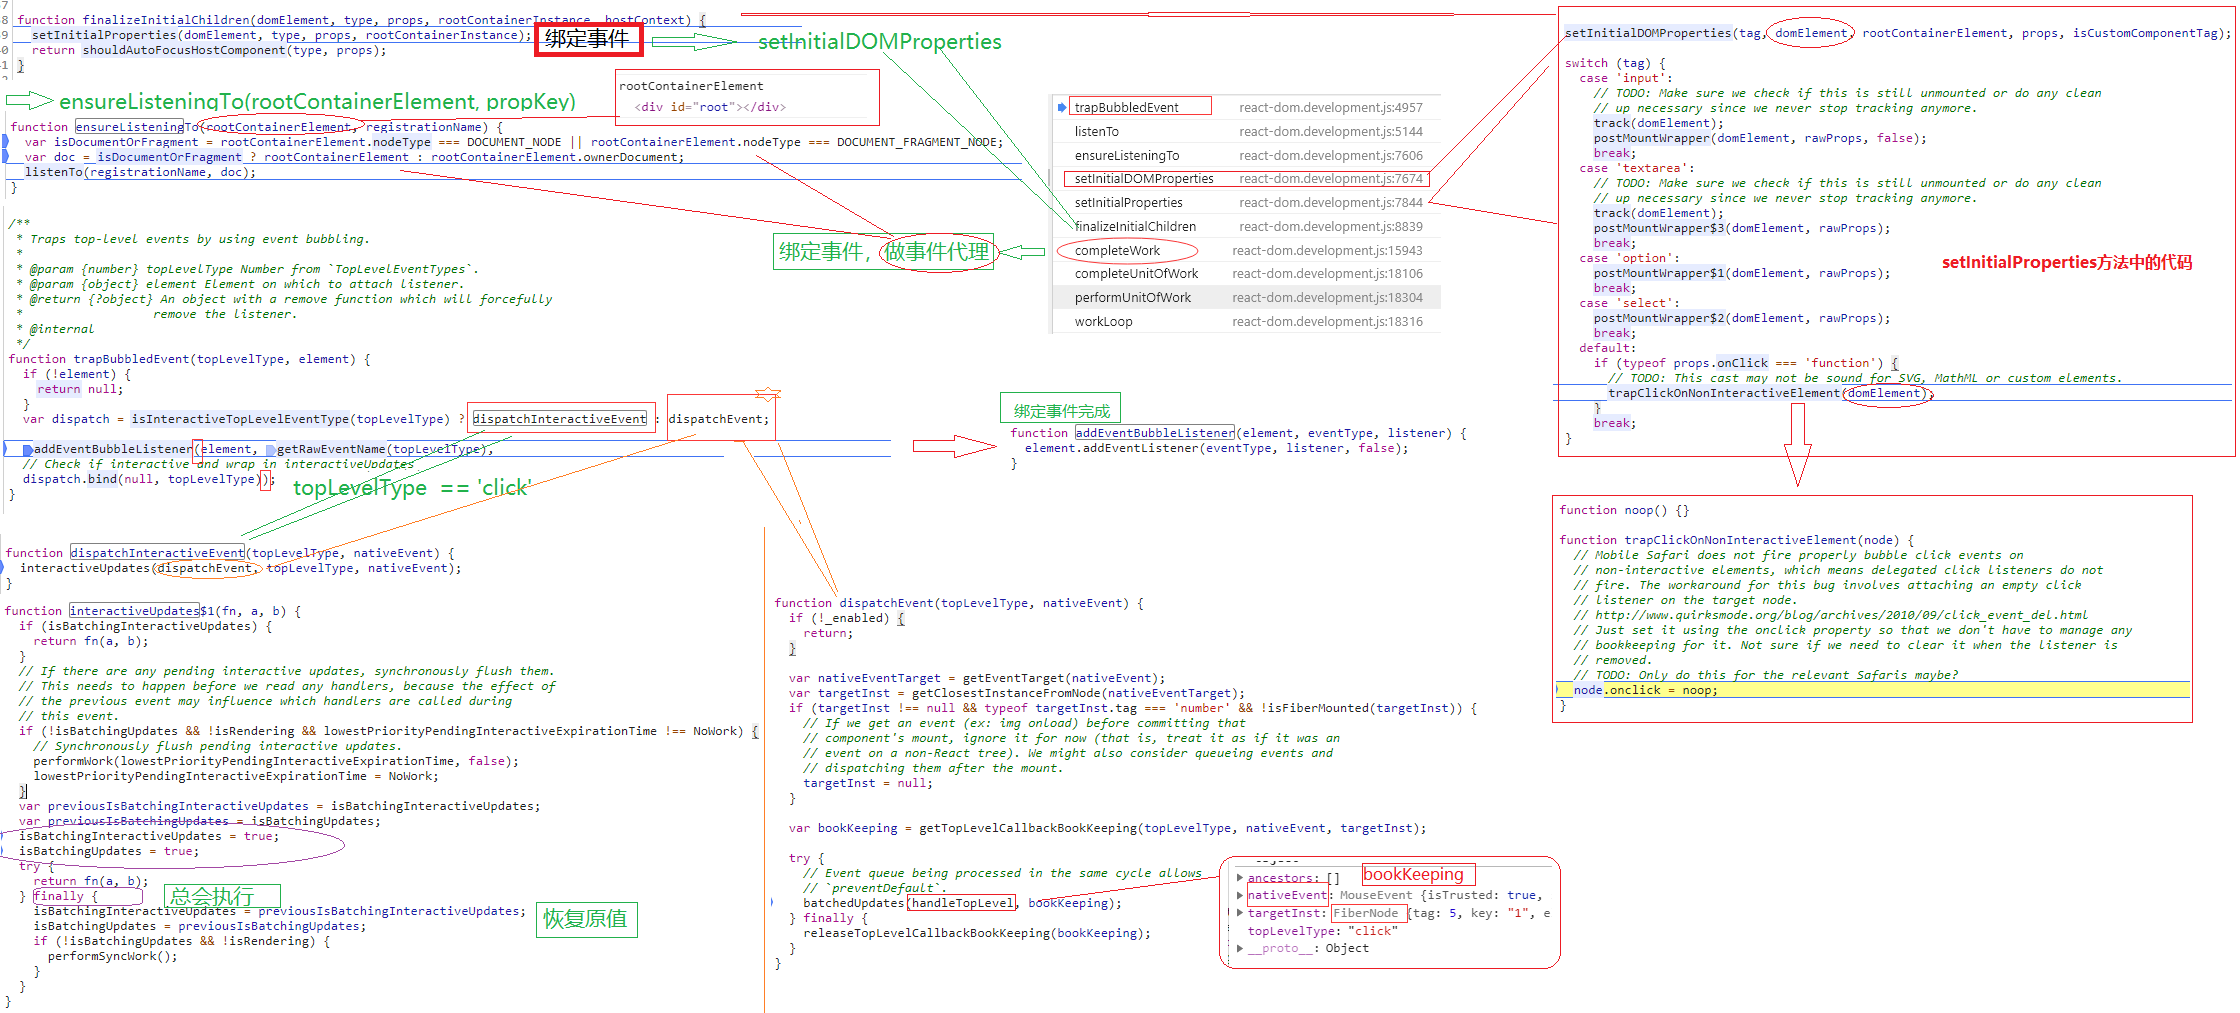 function finalizeInitialChildren(domElement, type, props, rootContainerInstance, hostContext) {
setInitialProperties(domElement, type, props, rootContainerInstance);
return shouldAutoFocusHostComponent(type, props);
}
绑定事件
setInitialDOMProperties
ensureListeningTo(rootContainerElement, propKey)
rootContainerElement
<div id="root"></div>
function ensureListeningTo(rootContainerElement, registrationName) {
var isDocumentOrFragment = rootContainerElement.nodeType === DOCUMENT_NODE || rootContainerElement.nodeType === DOCUMENT_FRAGMENT_NODE;
var doc = isDocumentOrFragment ? rootContainerElement : rootContainerElement.ownerDocument;
listenTo(registrationName, doc);
}
trapBubbledEvent react-dom.development.js:4957
listenTo react-dom.development.js:5144
ensureListeningTo react-dom.development.js:7606
setInitialDOMProperties react-dom.development.js:7674
setInitialProperties react-dom.development.js:7844
finalizeInitialChildren react-dom.development.js:8839
completeWork react-dom.development.js:15943
completeUnitOfWork react-dom.development.js:18106
performUnitOfWork react-dom.development.js:18304
workLoop react-dom.development.js:18316
绑定事件，做事件代理
/**
* Traps top-level events by using event bubbling.
*
* @param {number} topLevelType Number from `TopLevelEventTypes`.
* @param {object} element Element on which to attach listener.
* @return {?object} An object with a remove function which will forcefully
* remove the listener.
* @internal
*/
function trapBubbledEvent(topLevelType, element) {
if (!element) {
return null;
}
var dispatch = isInteractiveTopLevelEventType(topLevelType) ? dispatchInteractiveEvent : dispatchEvent;
addEventBubbleListener(element, getRawEventName(topLevelType),
// Check if interactive and wrap in interactiveUpdates
dispatch.bind(null, topLevelType));
}
topLevelType == 'click'
绑定事件完成
function addEventBubbleListener(element, eventType, listener) {
element.addEventListener(eventType, listener, false);
}
setInitialDOMProperties(tag, domElement, rootContainerElement, props, isCustomComponentTag);
switch (tag) {
case 'input':
// TODO: Make sure we check if this is still unmounted or do any clean
// up necessary since we never stop tracking anymore.
track(domElement);
postMountWrapper(domElement, rawProps, false);
break;
case 'textarea':
// TODO: Make sure we check if this is still unmounted or do any clean
// up necessary since we never stop tracking anymore.
track(domElement);
postMountWrapper$3(domElement, rawProps);
break;
case 'option':
postMountWrapper$1(domElement, rawProps);
break;
case 'select':
postMountWrapper$2(domElement, rawProps);
break;
default:
if (typeof props.onClick === 'function') {
// TODO: This cast may not be sound for SVG, MathML or custom elements.
trapClickOnNonInteractiveElement(domElement);
}
break;
}
setInitialProperties方法中的代码
function noop() {}
function trapClickOnNonInteractiveElement(node) {
// Mobile Safari does not fire properly bubble click events on
// non-interactive elements, which means delegated click listeners do not
// fire. The workaround for this bug involves attaching an empty click
// listener on the target node.
// http://www.quirksmode.org/blog/archives/2010/09/click_event_del.html
// Just set it using the onclick property so that we don't have to manage any
// bookkeeping for it. Not sure if we need to clear it when the listener is
// removed.
// TODO: Only do this for the relevant Safaris maybe?
node.onclick = noop;
}
function dispatchInteractiveEvent(topLevelType, nativeEvent) {
interactiveUpdates(dispatchEvent, topLevelType, nativeEvent);
}
function interactiveUpdates$1(fn, a, b) {
if (isBatchingInteractiveUpdates) {
return fn(a, b);
}
// If there are any pending interactive updates, synchronously flush them.
// This needs to happen before we read any handlers, because the effect of
// the previous event may influence which handlers are called during
// this event.
if (!isBatchingUpdates && !isRendering && lowestPriorityPendingInteractiveExpirationTime !== NoWork) {
// Synchronously flush pending interactive updates.
performWork(lowestPriorityPendingInteractiveExpirationTime, false);
lowestPriorityPendingInteractiveExpirationTime = NoWork;
}
var previousIsBatchingInteractiveUpdates = isBatchingInteractiveUpdates;
var previousIsBatchingUpdates = isBatchingUpdates;
isBatchingInteractiveUpdates = true;
isBatchingUpdates = true;
try {
return fn(a, b);
} finally {
总会执行
isBatchingInteractiveUpdates = previousIsBatchingInteractiveUpdates;
isBatchingUpdates = previousIsBatchingUpdates;
恢复原值
if (!isBatchingUpdates && !isRendering) {
performSyncWork();
}
}
}
function dispatchEvent(topLevelType, nativeEvent) {
if (!_enabled) {
return;
}
var nativeEventTarget = getEventTarget(nativeEvent);
var targetInst = getClosestInstanceFromNode(nativeEventTarget);
if (targetInst !== null && typeof targetInst.tag === 'number' && !isFiberMounted(targetInst)) {
// If we get an event (ex: img onload) before committing that
// component's mount, ignore it for now (that is, treat it as if it was an
// event on a non-React tree). We might also consider queueing events and
// dispatching them after the mount.
targetInst = null;
}
var bookKeeping = getTopLevelCallbackBookKeeping(topLevelType, nativeEvent, targetInst);
try {
// Event queue being processed in the same cycle allows
// `preventDefault`.
batchedUpdates(handleTopLevel, bookKeeping);
} finally {
releaseTopLevelCallbackBookKeeping(bookKeeping);
}
}
bookKeeping
ancestors: []
nativeEvent: MouseEvent {isTrusted: true,
targetInst: FiberNode {tag: 5, key: "1", e
topLevelType: "click"
__proto__: Object